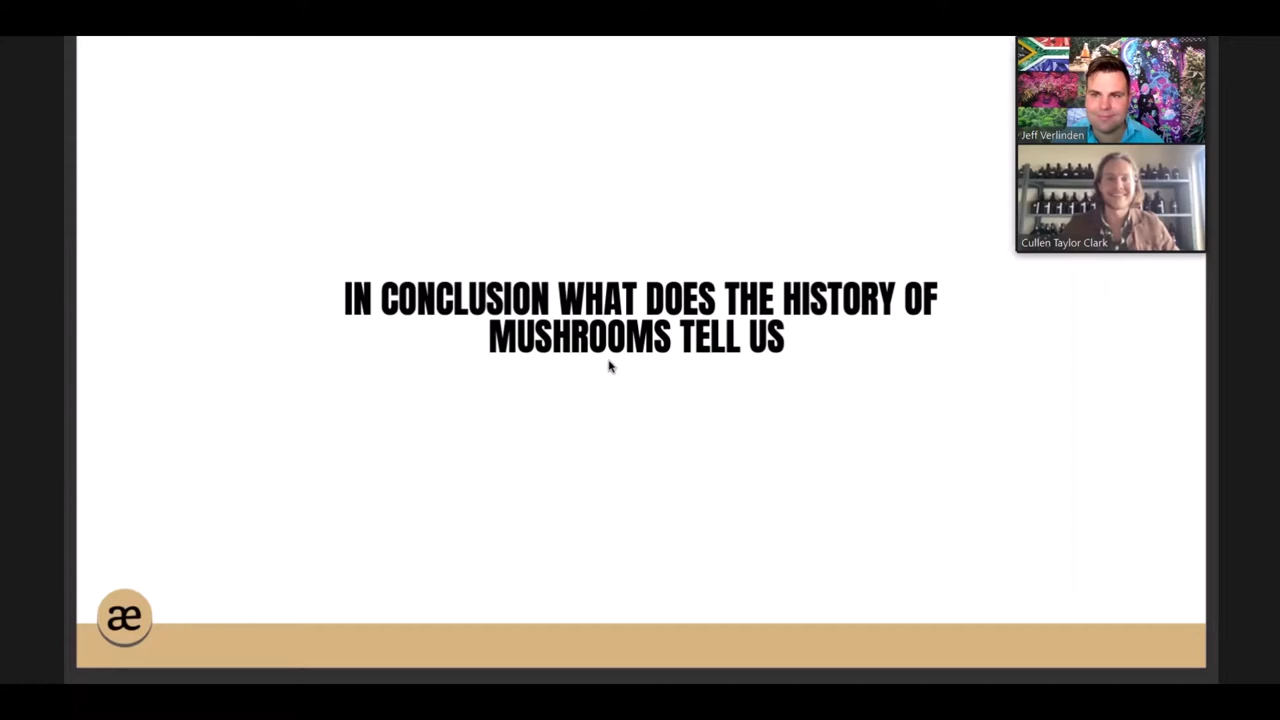 Jeff Verlinden
Cullen Taylor Clark
IN CONCLUSION WHAT DOES THE HISTORY OF
MUSHROOMS TELL US
æ